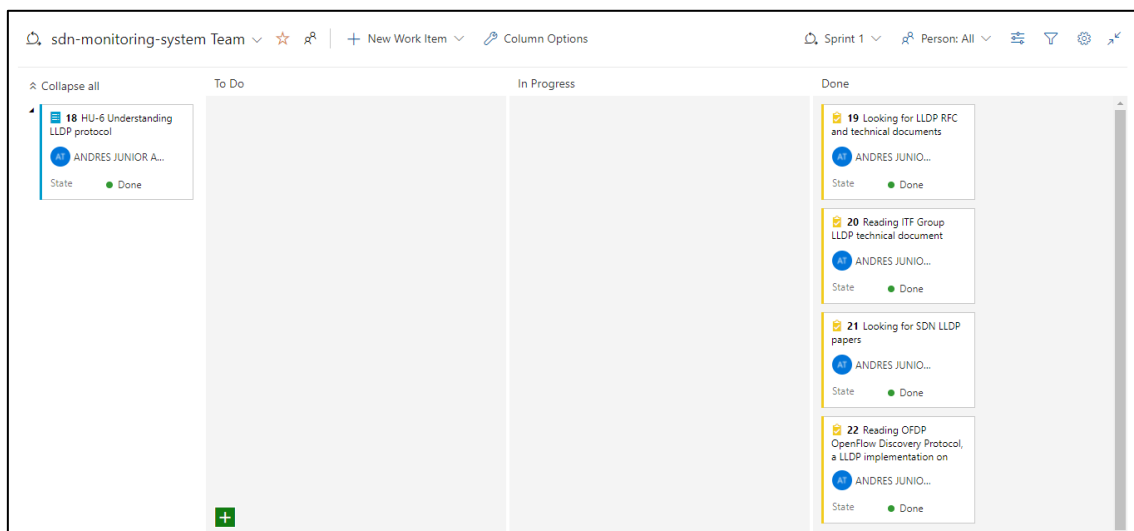 sdn-monitoring-system Team
New Work Item
Column Options
Sprint 1
Person: All
Collapse all
To Do
In Progress
Done
18 HU-6 Understanding
LLDP protocol
AT ANDRES JUNIOR A...
State Done
19 Looking for LLDP RFC
and technical documents
AT ANDRES JUNIO...
State Done
20 Reading ITF Group
LLDP technical document
AT ANDRES JUNIO...
State Done
21 Looking for SDN LLDP
papers
AT ANDRES JUNIO...
State Done
22 Reading OFDP
OpenFlow Discovery Protocol,
a LLDP implementation on
AT ANDRES JUNIO...
State Done